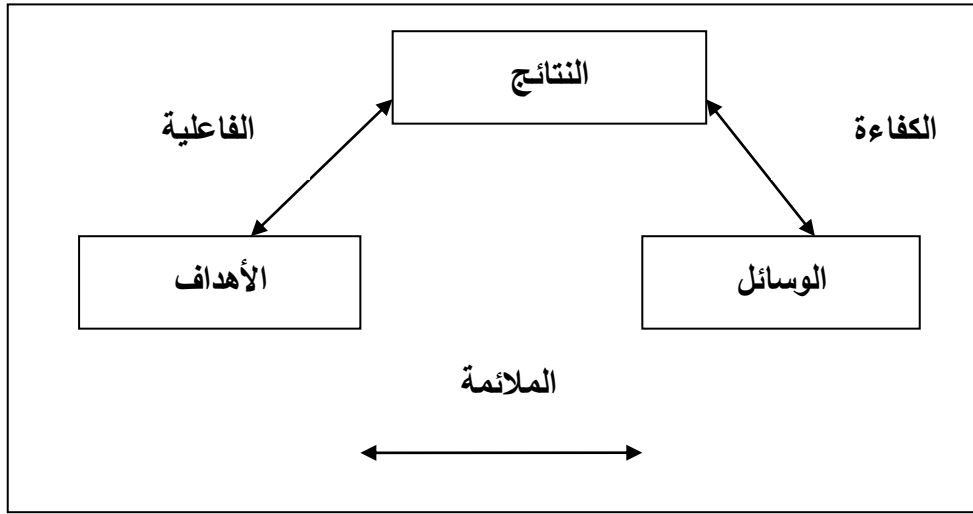 النتائج
الكفاءة
الفاعلية
الوسائل
الأهداف
الملائمة